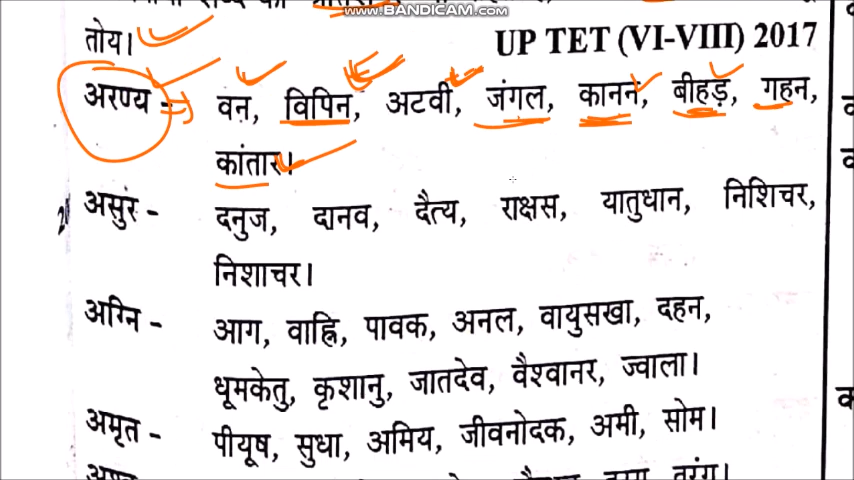 www.BANDICAM.com
तोय।
UP TET (VI-VIII) 2017
अरण्य - वन, विपिन, अटवी, जंगल, कानन, बीहड़, गहन,
कांतार।
असुर - दनुज, दानव, दैत्य, राक्षस, यातुधान, निशिचर,
निशाचर।
अग्नि - आग, वाह्नि, पावक, अनल, वायुसखा, दहन,
धूमकेतु, कृशानु, जातदेव, वैश्वानर, ज्वाला।
अमृत - पीयूष, सुधा, अमिय, जीवनोदक, अमी, सोम।
तरंग।